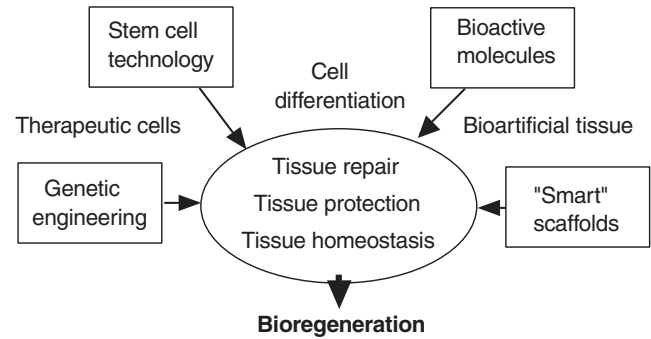 Stem cell
technology
Bioactive
molecules
Cell
differentiation
Therapeutic cells
Bioartificial tissue
Genetic
engineering
Tissue repair
Tissue protection
Tissue homeostasis
"Smart"
scaffolds
Bioregeneration